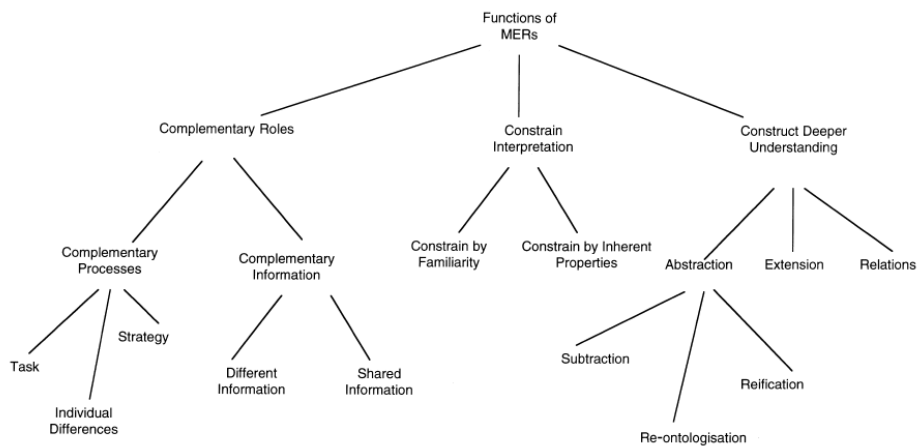 Functions of
MERs
Complementary Roles
Constrain
Interpretation
Construct Deeper
Understanding
Complementary
Processes
Complementary
Information
Constrain by
Familiarity
Constrain by Inherent
Properties
Abstraction
Extension
Relations
Task
Strategy
Individual
Differences
Different
Information
Shared
Information
Subtraction
Reification
Re-ontologisation